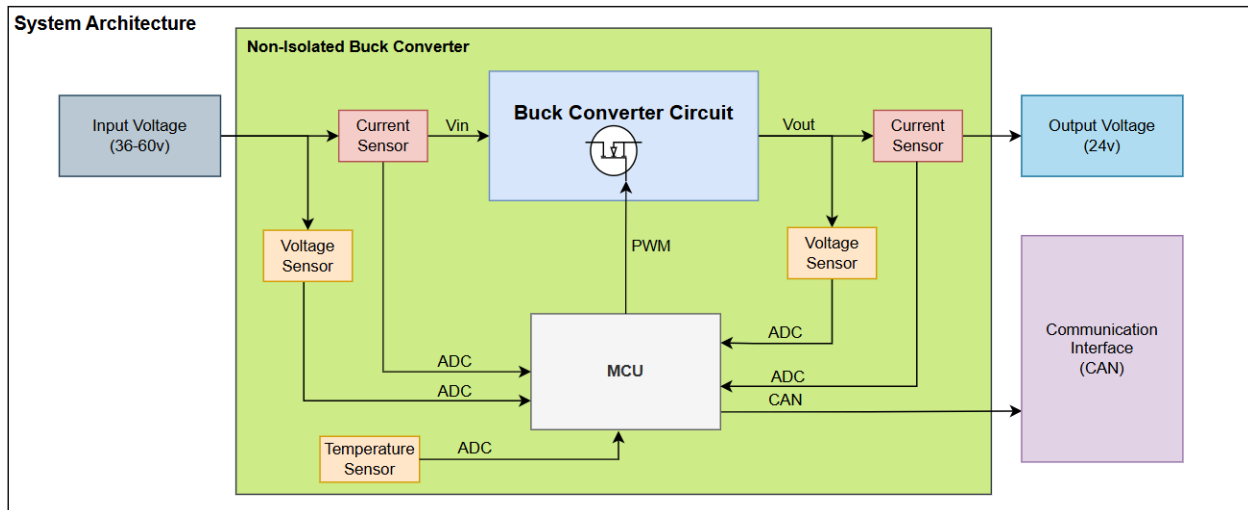 System Architecture
Non-Isolated Buck Converter
Input Voltage
(36-60v)
Current
Sensor
Vin
Buck Converter Circuit
Vout
Current
Sensor
Output Voltage
(24v)
Voltage
Sensor
PWM
Voltage
Sensor
ADC
MCU
ADC
ADC
ADC
CAN
Communication
Interface
(CAN)
Temperature
Sensor
ADC